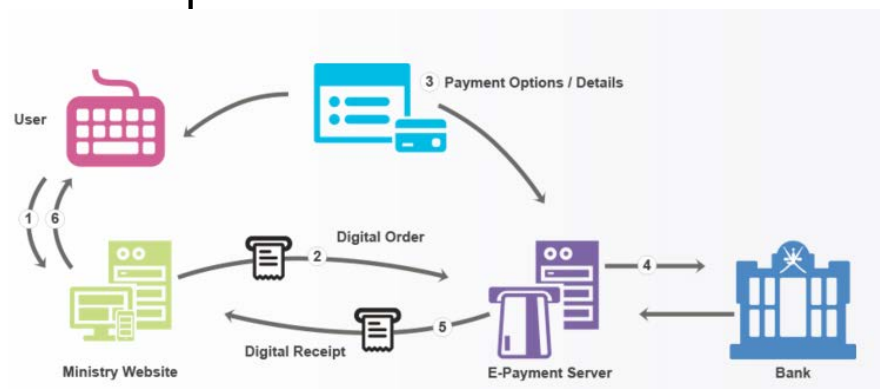 3 Payment Options / Details
User
1 6
Digital Order
2
4
5
Digital Receipt
Ministry Website
E-Payment Server
Bank